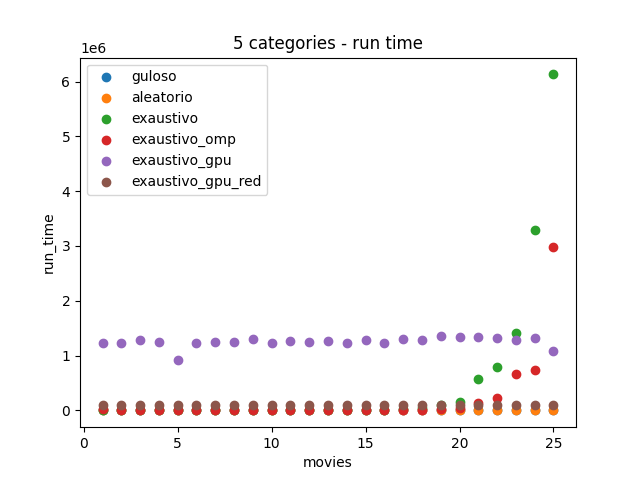 5 categories - run time
1e6
guloso
aleatorio
exaustivo
exaustivo_omp
exaustivo_gpu
exaustivo_gpu_red
6
5
4
3
2
1
0
run_time
0
5
10
15
20
25
movies